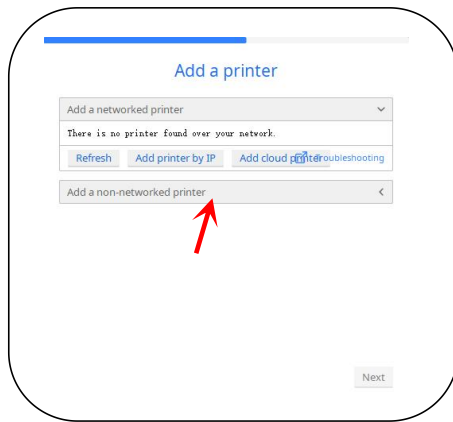 Add a printer
Add a networked printer
There is no printer found over your network.
Refresh Add printer by IP Add cloud printer Troubleshooting
Add a non-networked printer
Next